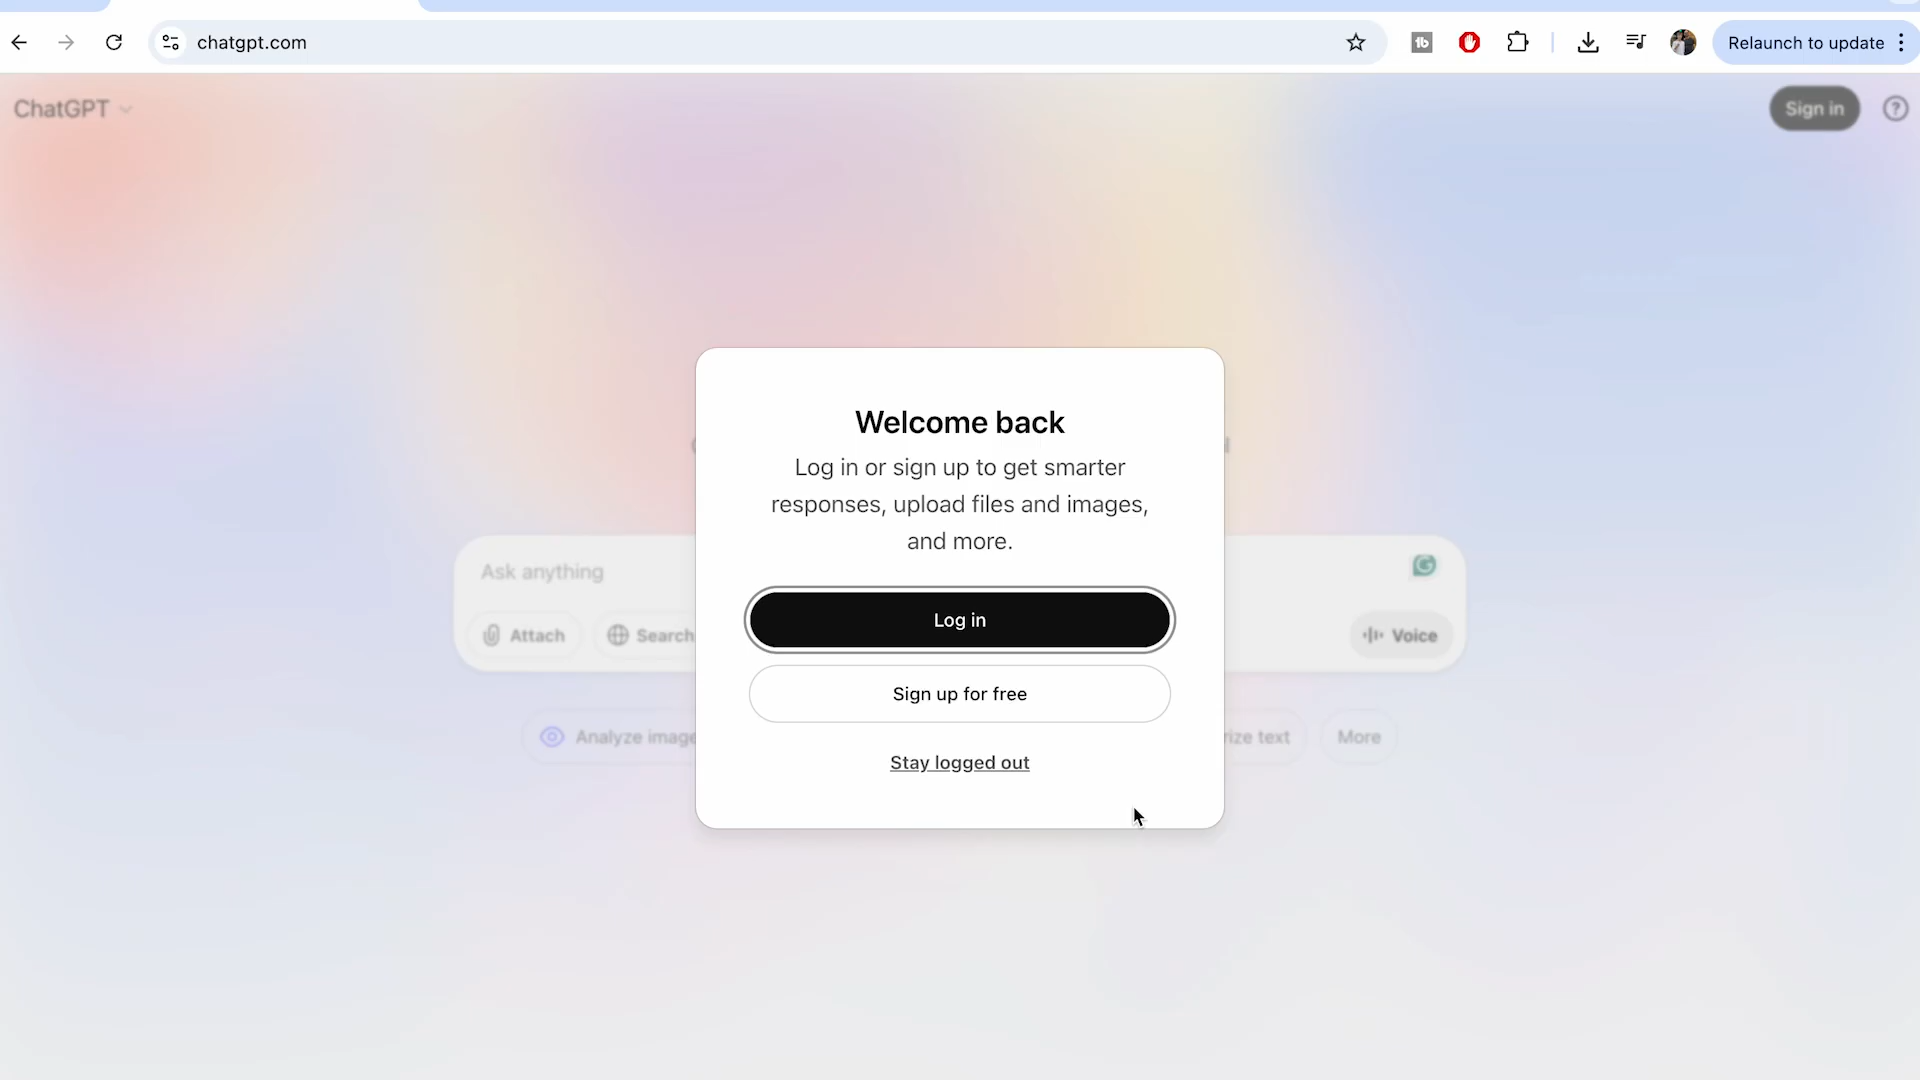 chatgpt.com
Relaunch to update
ChatGPT
Sign in
Welcome back
Log in or sign up to get smarter
responses, upload files and images,
and more.
Ask anything
Attach
Search
Log in
Voice
Sign up for free
Analyze image
rize text
More
Stay logged out